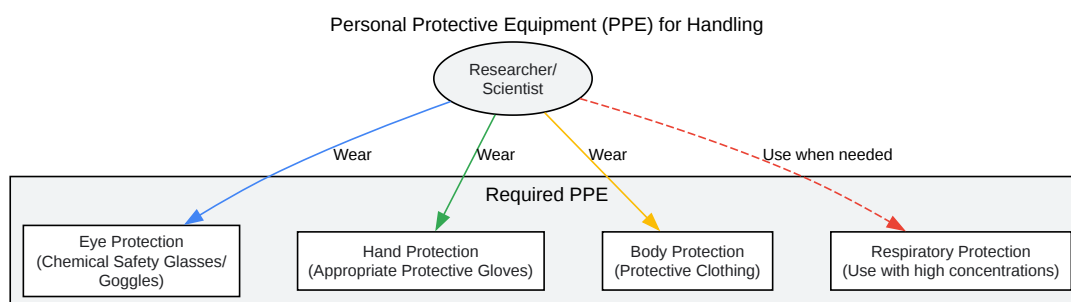 Personal Protective Equipment (PPE) for Handling
Researcher/
Scientist
Wear
Wear
Wear
Use when needed
Required PPE
Eye Protection
(Chemical Safety Glasses/
Goggles)
Hand Protection
(Appropriate Protective Gloves)
Body Protection
(Protective Clothing)
Respiratory Protection
(Use with high concentrations)